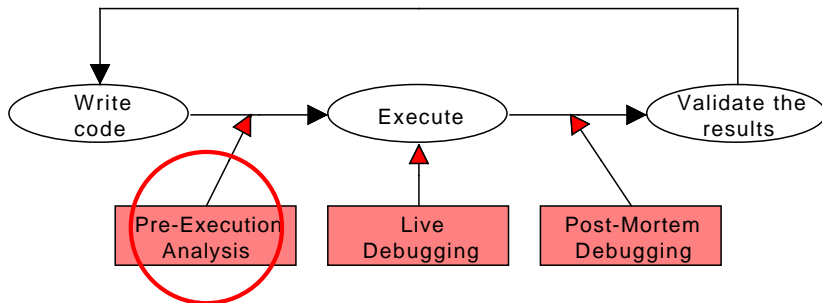 Write
code
Execute
Validate the
results
Pre-Execution
Analysis
Live
Debugging
Post-Mortem
Debugging